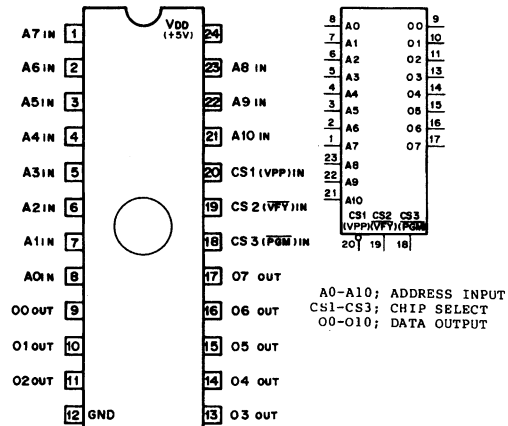 VDD
(+5V)
A7 IN 1
24
A6 IN 2
23 A8 IN
A5 IN 3
22 A9 IN
A4 IN 4
21 A10 IN
A3 IN 5
20 CS1 (VPP) IN
A2 IN 6
19 CS2 (VFY) IN
A1 IN 7
18 CS3 (PGM) IN
A0 IN 8
17 O7 OUT
O0 OUT 9
16 O6 OUT
O1 OUT 10
15 O5 OUT
O2 OUT 11
14 O4 OUT
12 GND
13 O3 OUT
8 A0 O0 9
7 A1 O1 10
6 A2 O2 11
5 A3 O3 13
4 A4 O4 14
3 A5 O5 15
2 A6 O6 16
1 A7 O7 17
23 A8
22 A9
21 A10
CS1 CS2 CS3
(VPP) (VFY) (PGM)
20 19 18
A0-A10; ADDRESS INPUT
CS1-CS3; CHIP SELECT
O0-O10; DATA OUTPUT